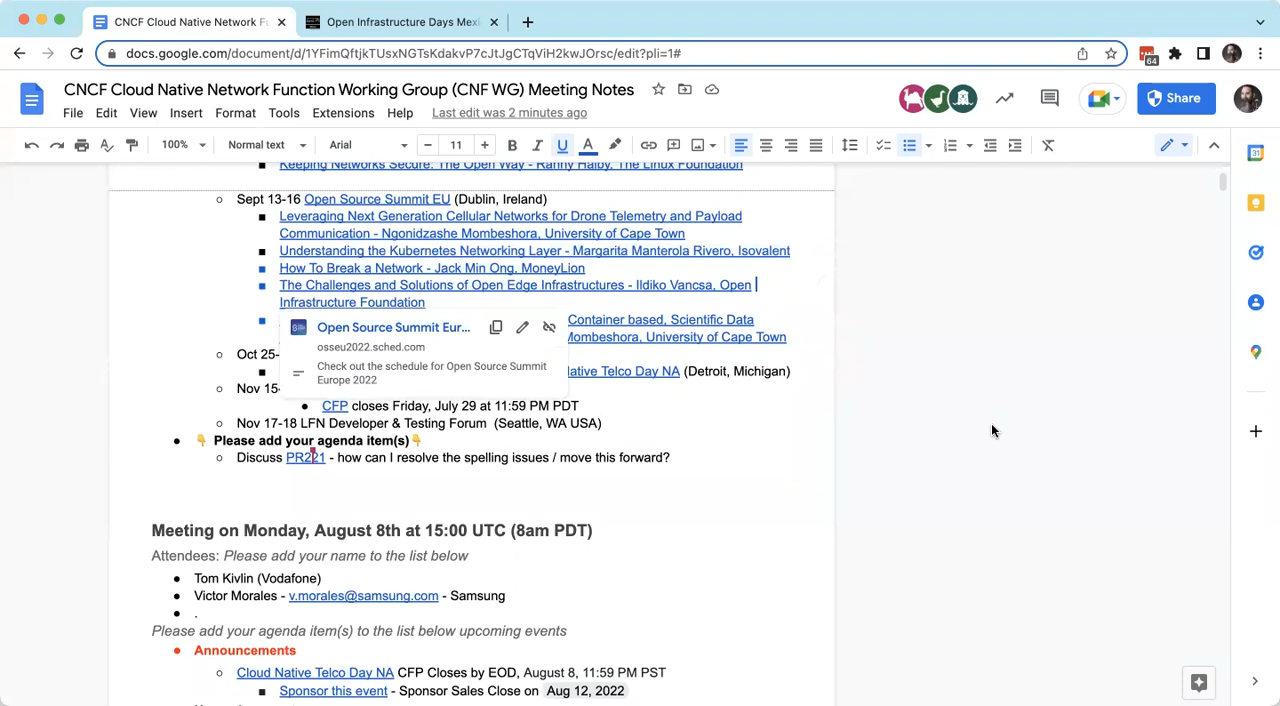 CNCF Cloud Native Network Fu
Open Infrastructure Days Mexi
docs.google.com/document/d/1YFimQftjkTUsxNGTsKdakvP7cJtJgCTqViH2kwJOrsc/edit?pli=1#
64
CNCF Cloud Native Network Function Working Group (CNF WG) Meeting Notes
Share
File Edit View Insert Format Tools Extensions Help Last edit was 2 minutes ago
100% Normal text Arial 11
Keeping Networks Secure: The Open Way - Ranny Haiby, The Linux Foundation
Sept 13-16 Open Source Summit EU (Dublin, Ireland)
Leveraging Next Generation Cellular Networks for Drone Telemetry and Payload
Communication - Ngonidzashe Mombeshora, University of Cape Town
Understanding the Kubernetes Networking Layer - Margarita Manterola Rivero, Isovalent
How To Break a Network - Jack Min Ong, MoneyLion
The Challenges and Solutions of Open Edge Infrastructures - Ildiko Vancsa, Open
Infrastructure Foundation
Container based, Scientific Data
Mombeshora, University of Cape Town
Open Source Summit Eur...
osseu2022.sched.com
Check out the schedule for Open Source Summit
Europe 2022
Oct 25-
ative Telco Day NA (Detroit, Michigan)
Nov 15-
CFP closes Friday, July 29 at 11:59 PM PDT
Nov 17-18 LFN Developer & Testing Forum (Seattle, WA USA)
👇 Please add your agenda item(s)👇
Discuss PR221 - how can I resolve the spelling issues / move this forward?
Meeting on Monday, August 8th at 15:00 UTC (8am PDT)
Attendees: Please add your name to the list below
Tom Kivlin (Vodafone)
Victor Morales - v.morales@samsung.com - Samsung
.
Please add your agenda item(s) to the list below upcoming events
Announcements
Cloud Native Telco Day NA CFP Closes by EOD, August 8, 11:59 PM PST
Sponsor this event - Sponsor Sales Close on Aug 12, 2022